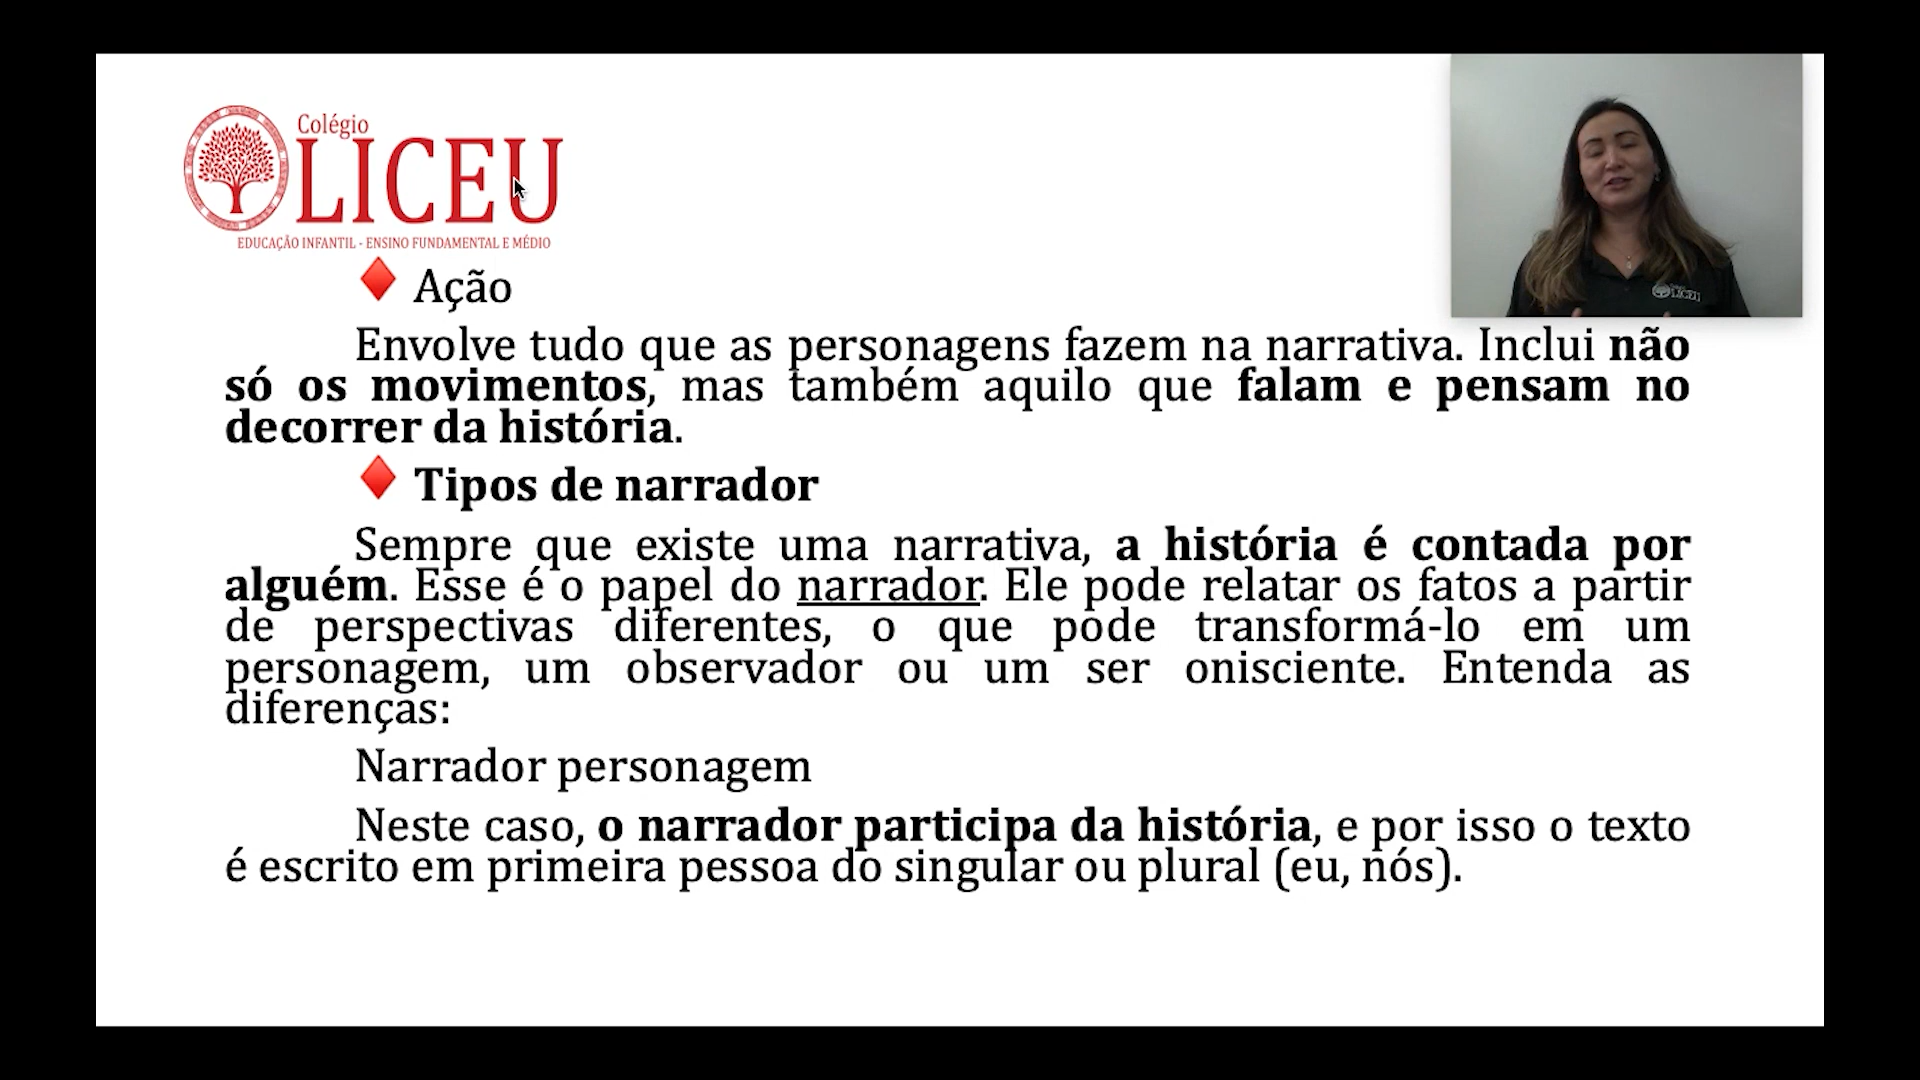 Colégio
LICEU
EDUCAÇÃO INFANTIL - ENSINO FUNDAMENTAL E MÉDIO
Ação
Envolve tudo que as personagens fazem na narrativa. Inclui não
só os movimentos, mas também aquilo que falam e pensam no
decorrer da história.
Tipos de narrador
Sempre que existe uma narrativa, a história é contada por
alguém. Esse é o papel do narrador. Ele pode relatar os fatos a partir
de perspectivas diferentes, o que pode transformá-lo em um
personagem, um observador ou um ser onisciente. Entenda as
diferenças:
Narrador personagem
Neste caso, o narrador participa da história, e por isso o texto
é escrito em primeira pessoa do singular ou plural (eu, nós).
LICEU